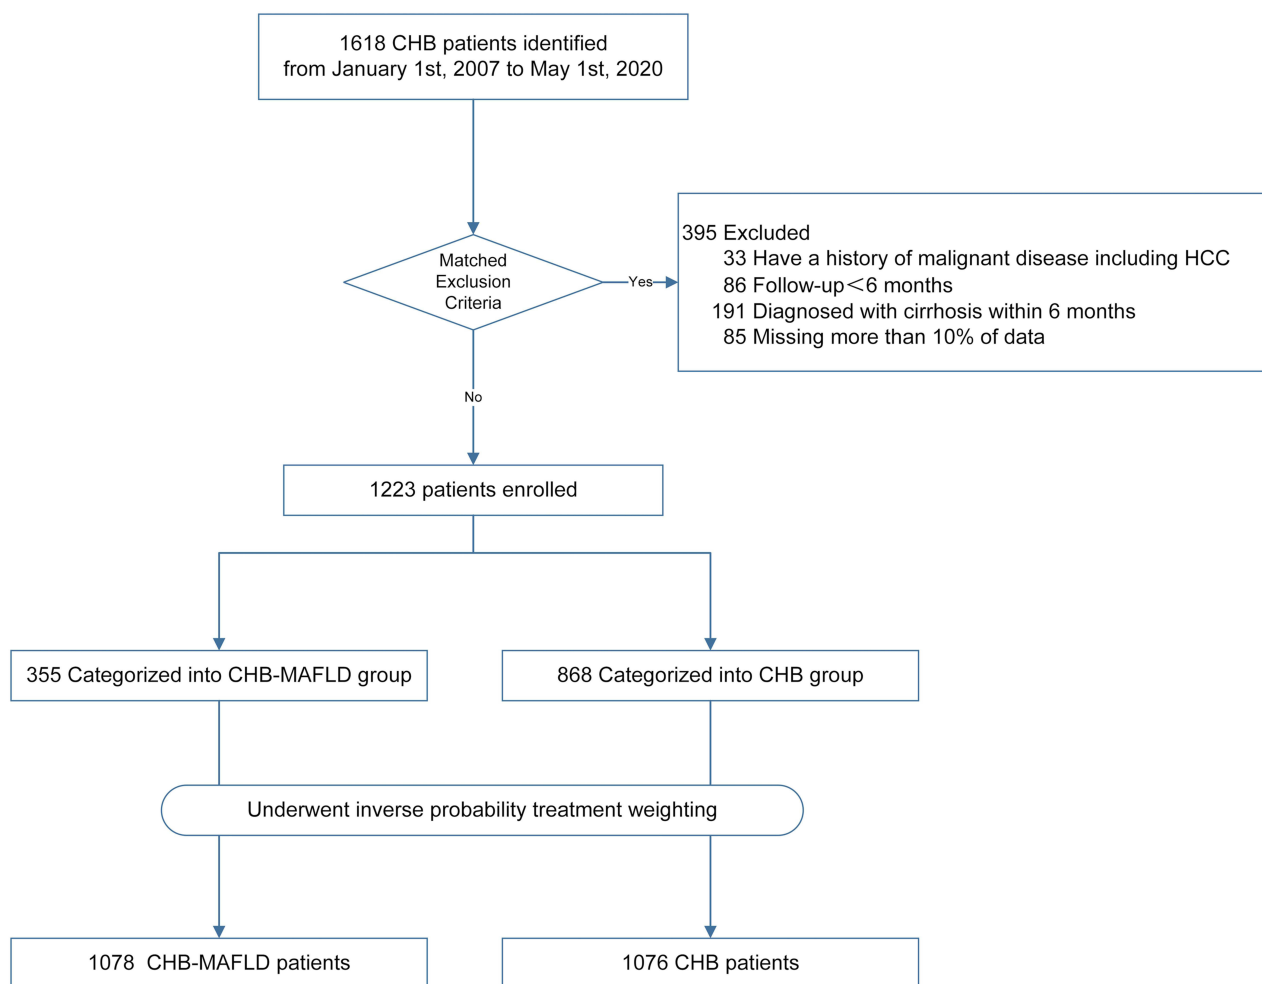 1618 CHB patients identified
from January 1st, 2007 to May 1st, 2020
Matched
Exclusion
Criteria
Yes
395 Excluded
33 Have a history of malignant disease including HCC
86 Follow-up<6 months
191 Diagnosed with cirrhosis within 6 months
85 Missing more than 10% of data
No
1223 patients enrolled
355 Categorized into CHB-MAFLD group
868 Categorized into CHB group
Underwent inverse probability treatment weighting
1078 CHB-MAFLD patients
1076 CHB patients